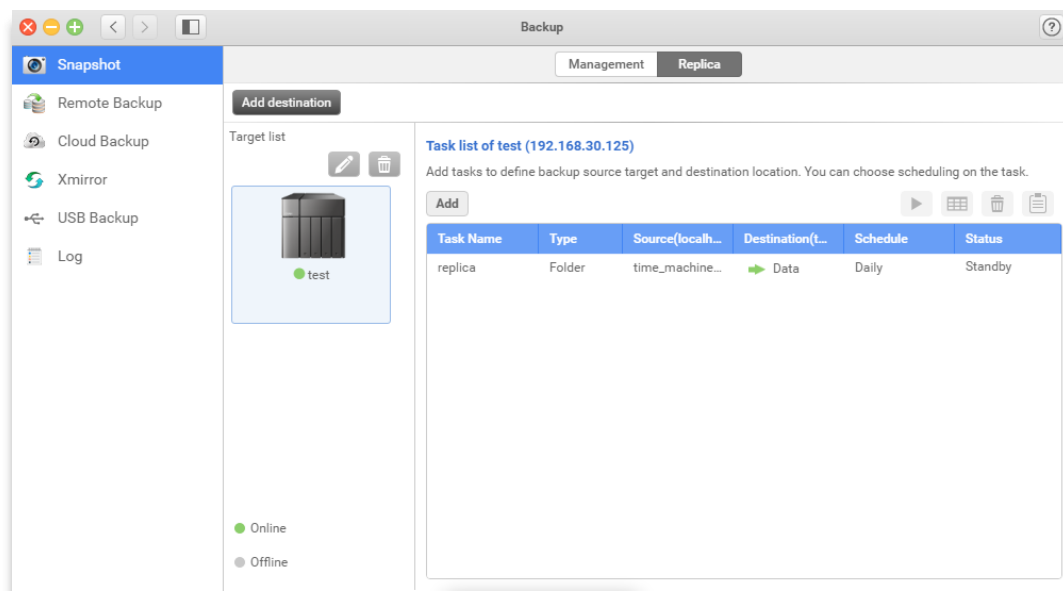 Backup
?
Snapshot
Remote Backup
Cloud Backup
Xmirror
USB Backup
Log
Management Replica
Add destination
Target list
test
Online
Offline
Task list of test (192.168.30.125)
Add tasks to define backup source target and destination location. You can choose scheduling on the task.
Add
Task Name Type Source(localh... Destination(t... Schedule Status
replica Folder time_machine... Data Daily Standby